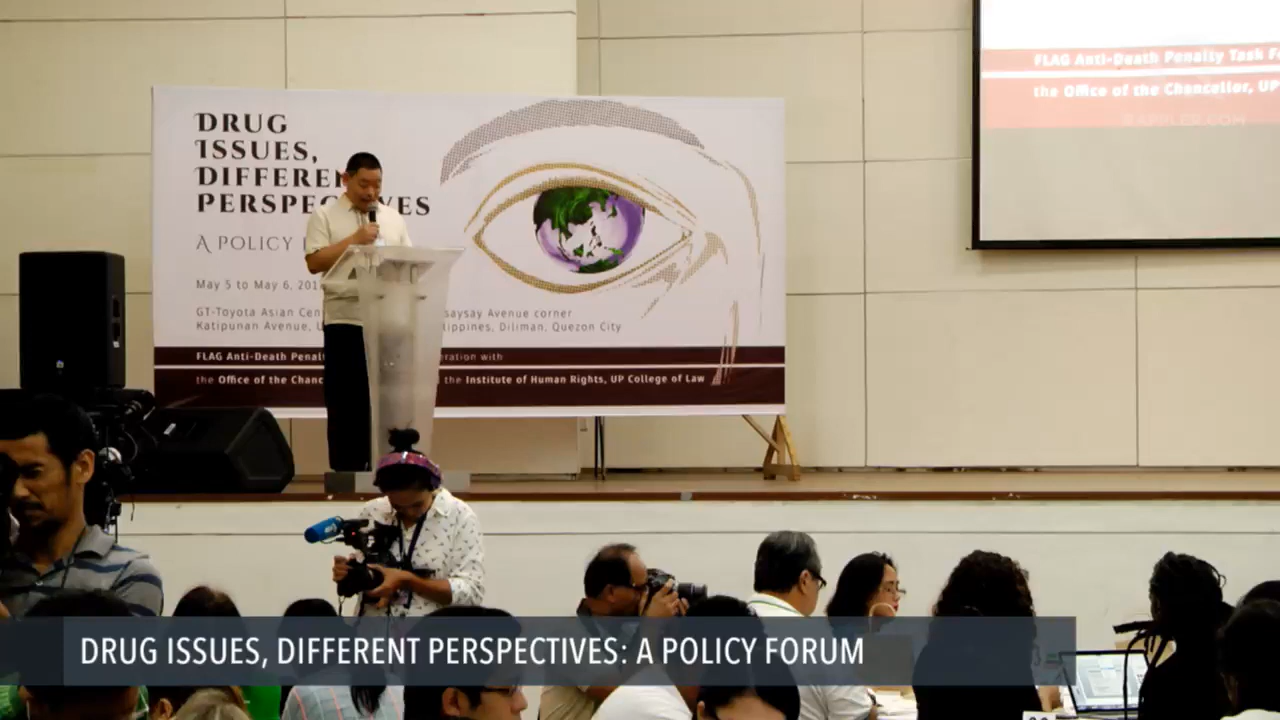 DRUG
ISSUES,
DIFFEREN
PERSPEC VES
A POLICY
May 5 to May 6, 201
GT-Toyota Asian Cen saysay Avenue corner
Katipunan Avenue, U ilippines, Diliman, Quezon City
FLAG Anti-Death Penal eration with
the Office of the Chanc the Institute of Human Rights, UP College of Law
FLAG Anti-Death Penalty Task F
the Office of the Chancellor, UP
RAPPLER.COM
DRUG ISSUES, DIFFERENT PERSPECTIVES: A POLICY FORUM